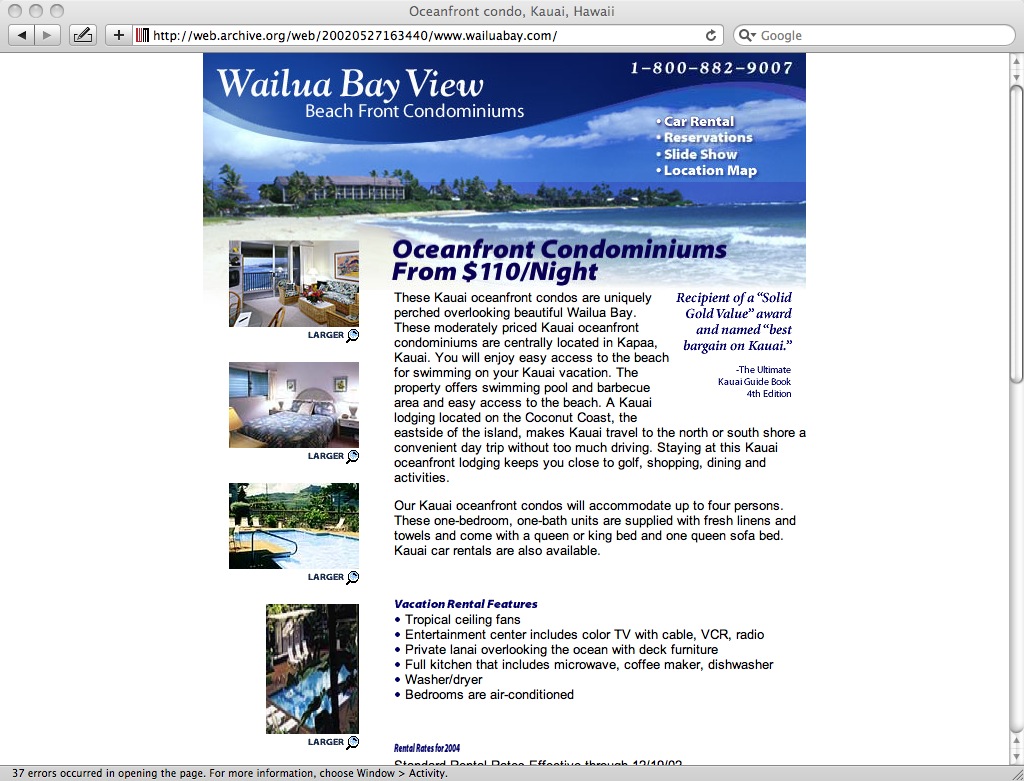 Oceanfront condo, Kauai, Hawaii
http://web.archive.org/web/20020527163440/www.wailuabay.com/
Google
Wailua Bay View
Beach Front Condominiums
1-800-882-9007
• Car Rental
• Reservations
• Slide Show
• Location Map
LARGER
LARGER
LARGER
LARGER
Oceanfront Condominiums
From $110/Night
These Kauai oceanfront condos are uniquely
perched overlooking beautiful Wailua Bay.
These moderately priced Kauai oceanfront
condominiums are centrally located in Kapaa,
Kauai. You will enjoy easy access to the beach
for swimming on your Kauai vacation. The
property offers swimming pool and barbecue
area and easy access to the beach. A Kauai
lodging located on the Coconut Coast, the
eastside of the island, makes Kauai travel to the north or south shore a
convenient day trip without too much driving. Staying at this Kauai
oceanfront lodging keeps you close to golf, shopping, dining and
activities.
Recipient of a “Solid
Gold Value” award
and named “best
bargain on Kauai.”
-The Ultimate
Kauai Guide Book
4th Edition
Our Kauai oceanfront condos will accommodate up to four persons.
These one-bedroom, one-bath units are supplied with fresh linens and
towels and come with a queen or king bed and one queen sofa bed.
Kauai car rentals are also available.
Vacation Rental Features
• Tropical ceiling fans
• Entertainment center includes color TV with cable, VCR, radio
• Private lanai overlooking the ocean with deck furniture
• Full kitchen that includes microwave, coffee maker, dishwasher
• Washer/dryer
• Bedrooms are air-conditioned
Rental Rates for 2004
Standard Rental Rates Effective through 12/19/02
37 errors occurred in opening the page. For more information, choose Window > Activity.